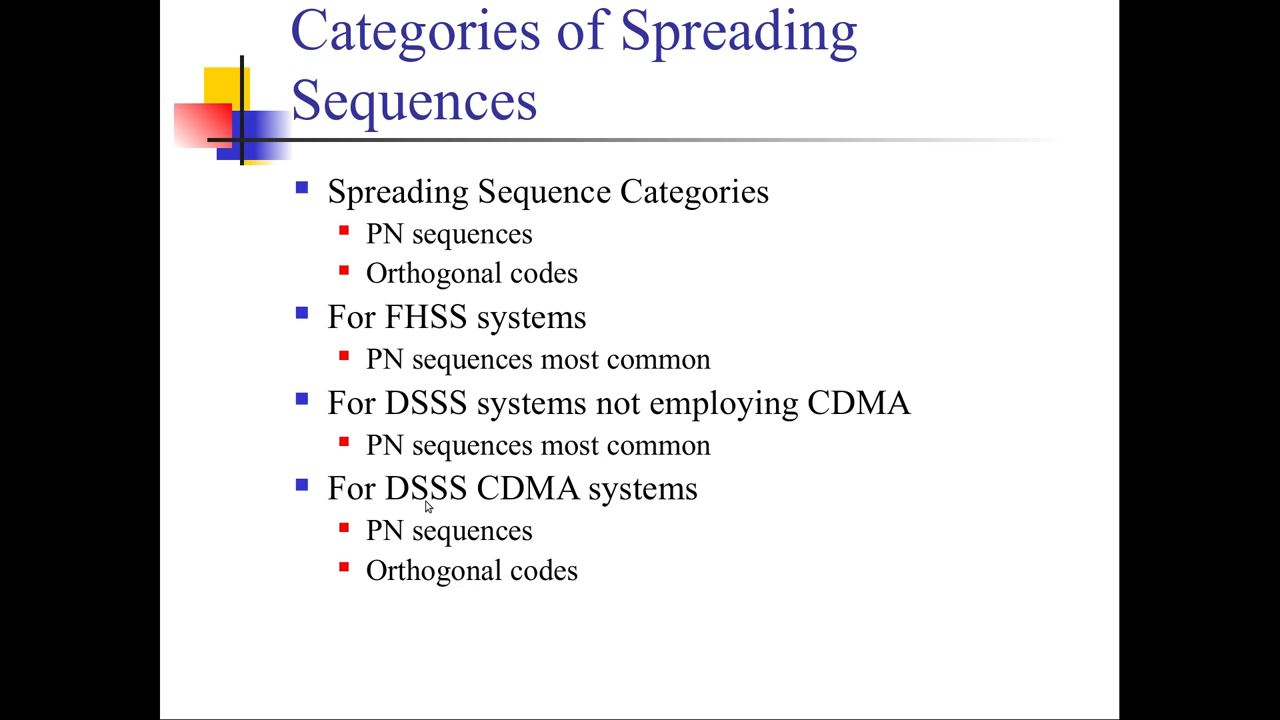 Categories of Spreading
Sequences
Spreading Sequence Categories
PN sequences
Orthogonal codes
For FHSS systems
PN sequences most common
For DSSS systems not employing CDMA
PN sequences most common
For DSSS CDMA systems
PN sequences
Orthogonal codes